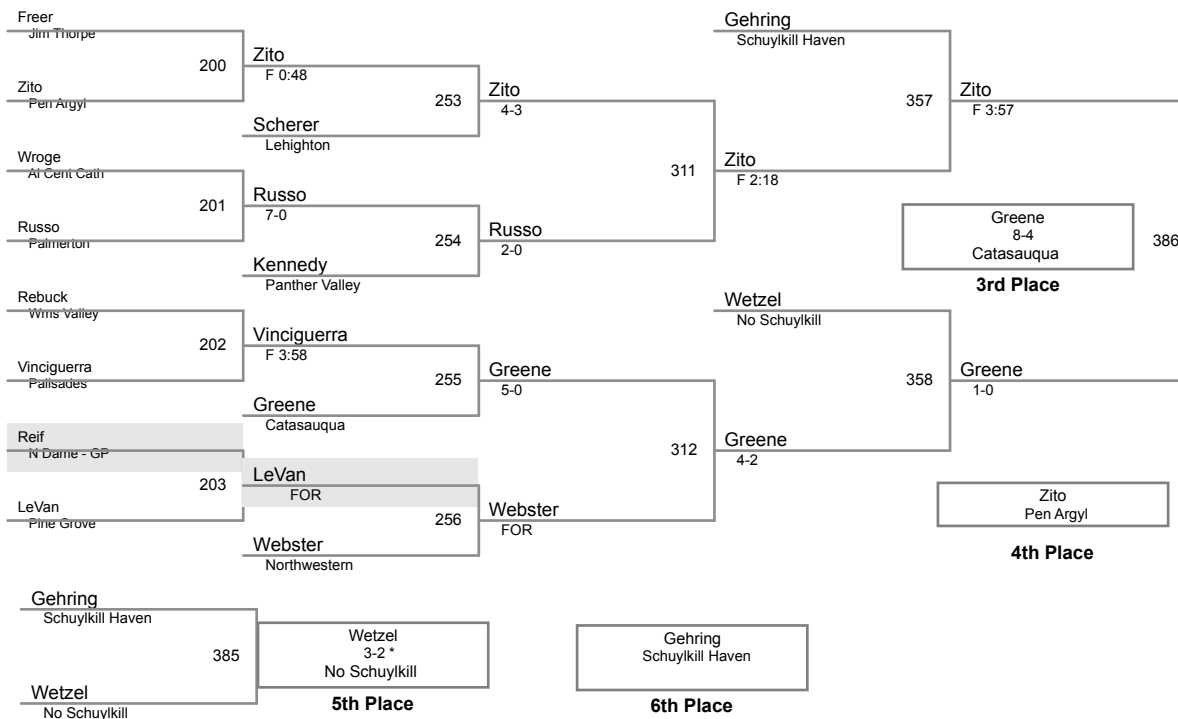 Freer
Jim Thorpe
200
Zito
Pen Argyl
Wroge
Al Cent Cath
201
Russo
Palmerton
Rebuck
Wms Valley
202
Vinciguerra
Palisades
Reif
N Dame - GP
203
LeVan
Pine Grove
Zito
F 0:48
253
Scherer
Lehighton
Russo
7-0
254
Kennedy
Panther Valley
Vinciguerra
F 3:58
255
Greene
Catasauqua
LeVan
FOR
256
Webster
Northwestern
Zito
4-3
311
Russo
2-0
Greene
5-0
312
Webster
FOR
Gehring
Schuylkill Haven
357
Zito
F 2:18
Wetzel
No Schuylkill
358
Greene
4-2
Zito
F 3:57
Greene
8-4
Catasauqua
386
3rd Place
Greene
1-0
Zito
Pen Argyl
4th Place
Gehring
Schuylkill Haven
385
Wetzel
No Schuylkill
Wetzel
3-2 *
No Schuylkill
5th Place
Gehring
Schuylkill Haven
6th Place